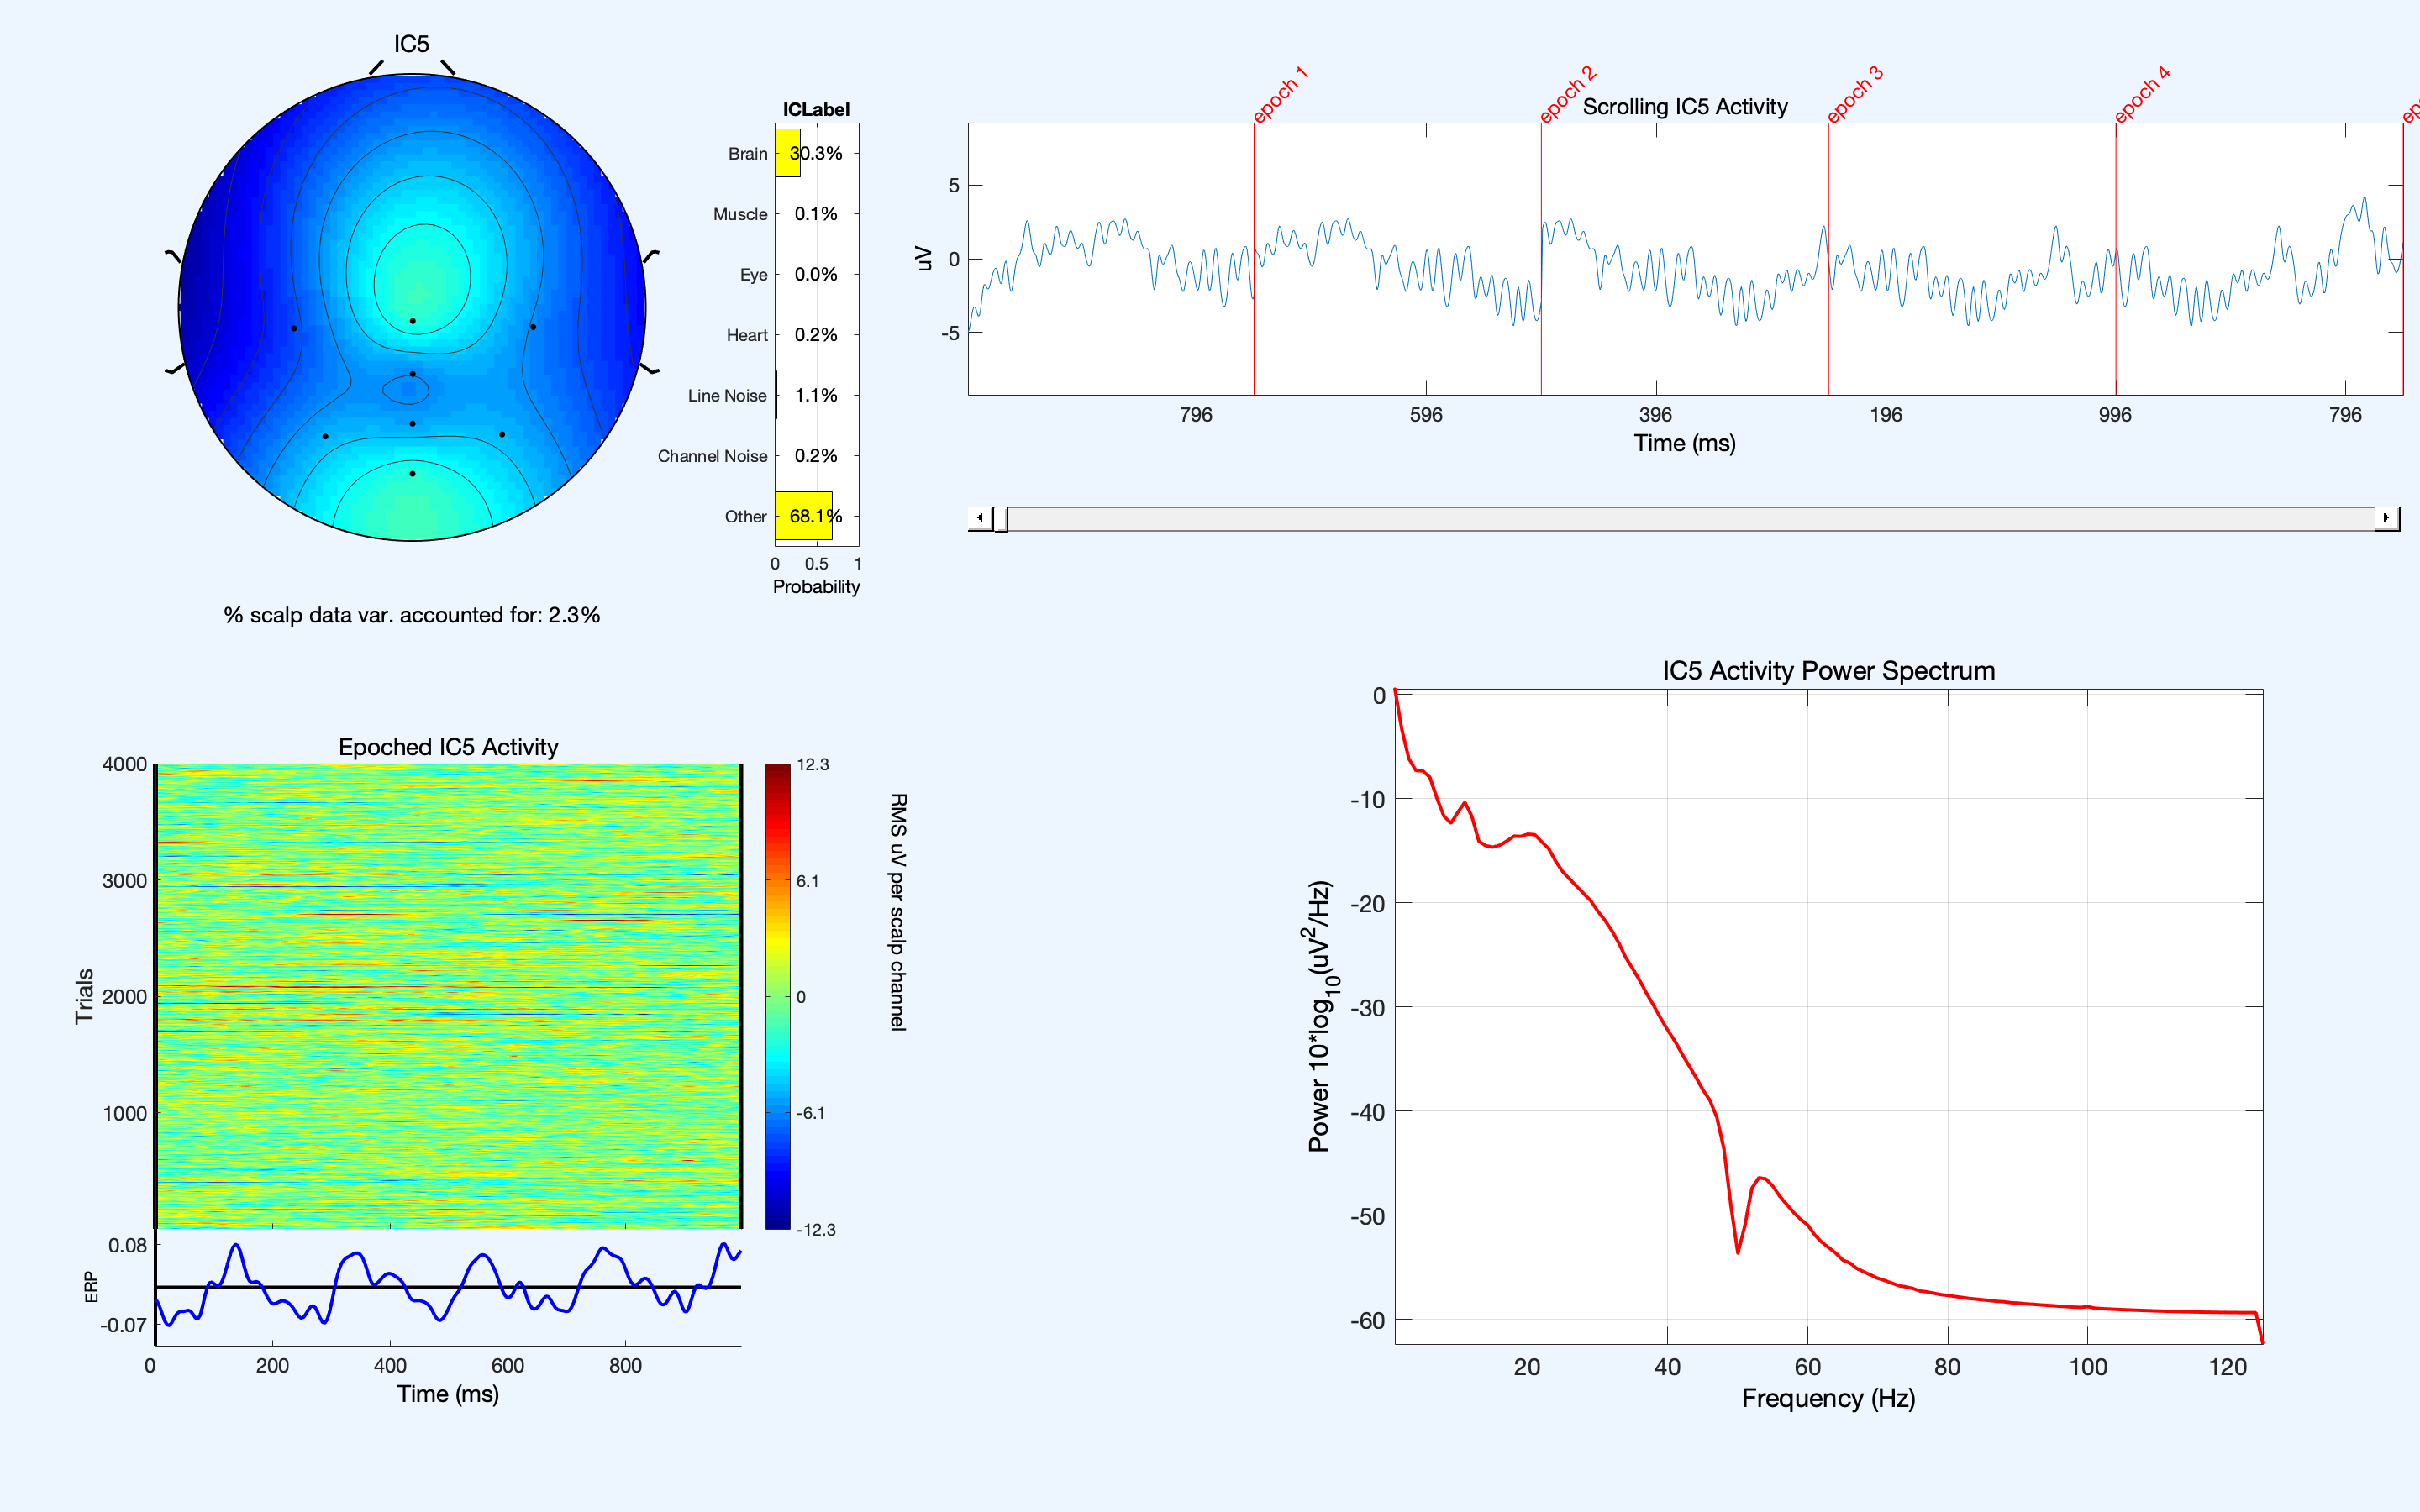 IC5
ICLabel
Brain 30.3%
Muscle 0.1%
Eye 0.0%
Heart 0.2%
Line Noise 1.1%
Channel Noise 0.2%
Other 68.1%
0 0.5 1
Probability
% scalp data var. accounted for: 2.3%
epoch 1
epoch 2
epoch 3
epoch 4
Scrolling IC5 Activity
5
0
-5
uV
796 596 396 196 996 796
Time (ms)
Epoched IC5 Activity
4000
3000
2000
1000
Trials
12.3
6.1
0
-6.1
-12.3
RMS uV per scalp channel
0.08
-0.07
ERP
0 200 400 600 800
Time (ms)
IC5 Activity Power Spectrum
0
-10
-20
-30
-40
-50
-60
Power 10*log10(uV2/Hz)
20 40 60 80 100 120
Frequency (Hz)